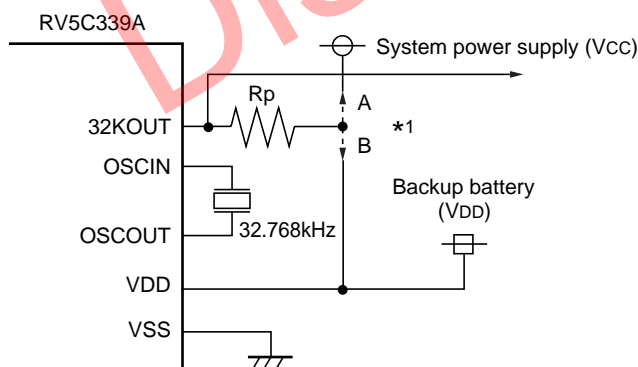 RV5C339A
System power supply (VCC)
Rp
A
32KOUT
*1
B
OSCIN
Backup battery
(VDD)
OSCOUT
32.768kHz
VDD
VSS